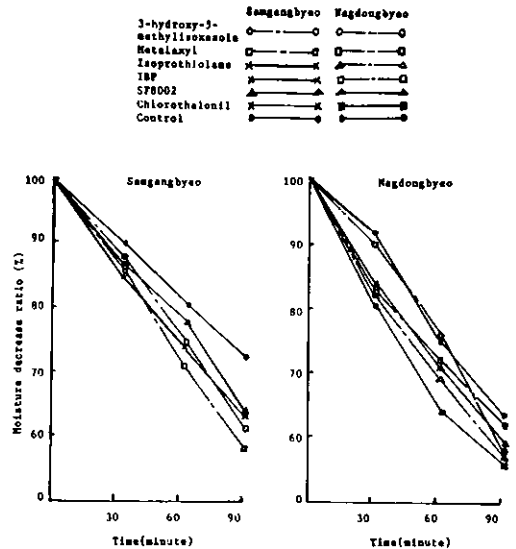 Samgangbyeo Nagdongbyeo
3-hydroxy-5-
methylisoxasole
Metalaxyl
Isoprothiolane
IBP
SF8002
Chlorothalonil
Control
Samgangbyeo
100
90
80
70
60
0
30 60 90
Time(minute)
Moisture decrease ratio (%)
Nagdongbyeo
100
90
80
70
60
0
30 60 90
Time(minute)